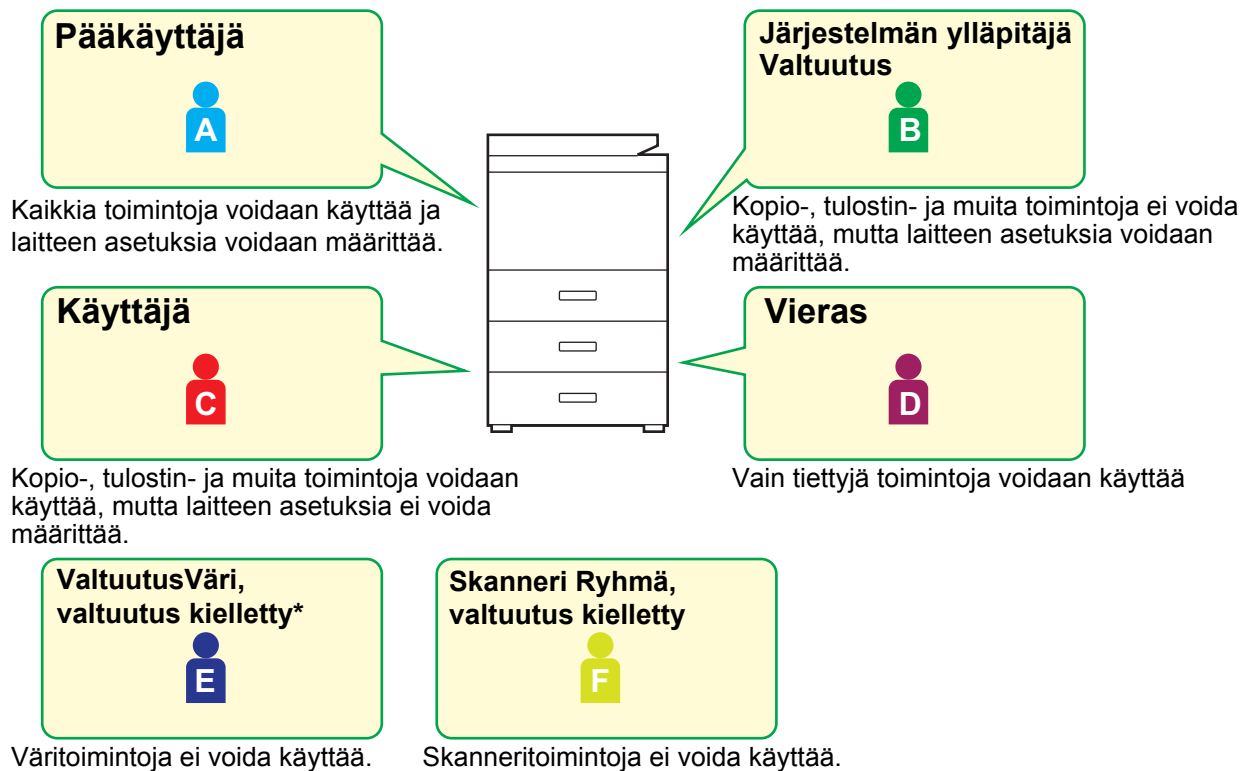 Pääkäyttäjä
A
Kaikkia toimintoja voidaan käyttää ja
laitteen asetuksia voidaan määrittää.
Järjestelmän ylläpitäjä
Valtuutus
B
Kopio-, tulostin- ja muita toimintoja ei voida
käyttää, mutta laitteen asetuksia voidaan
määrittää.
Käyttäjä
C
Kopio-, tulostin- ja muita toimintoja voidaan
käyttää, mutta laitteen asetuksia ei voida
määrittää.
Vieras
D
Vain tiettyjä toimintoja voidaan käyttää
ValtuutusVäri,
valtuutus kielletty*
E
Väritoimintoja ei voida käyttää.
Skanneri Ryhmä,
valtuutus kielletty
F
Skanneritoimintoja ei voida käyttää.